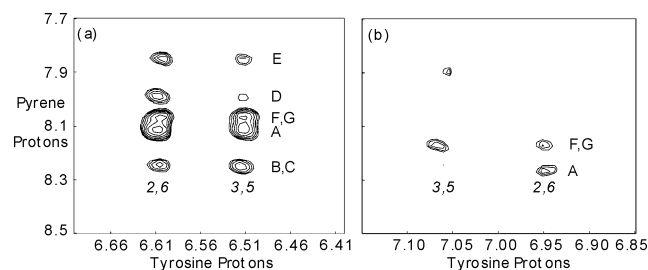 7.7
7.9
8.1
8.3
8.5
Pyrene
Protons
(a)
E
D
F,G
A
B,C
2,6 3,5
6.66 6.61 6.56 6.51 6.46 6.41
Tyrosine Protons
(b)
F,G
A
3,5 2,6
7.10 7.05 7.00 6.95 6.90 6.85
Tyrosine Protons